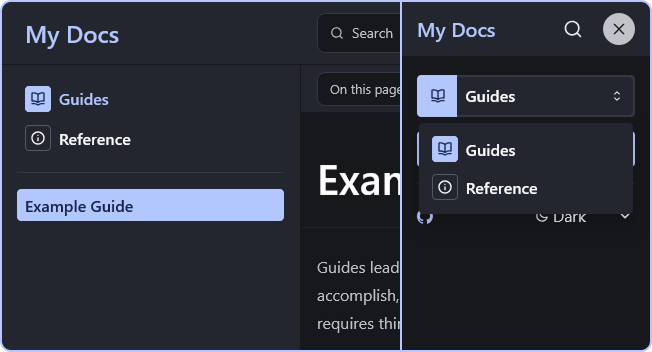 My Docs
Search
Guides
Reference
Example Guide
On this page
Exam
Guides lead
accomplish,
requires thin
My Docs
Guides
Guides
Reference
Dark